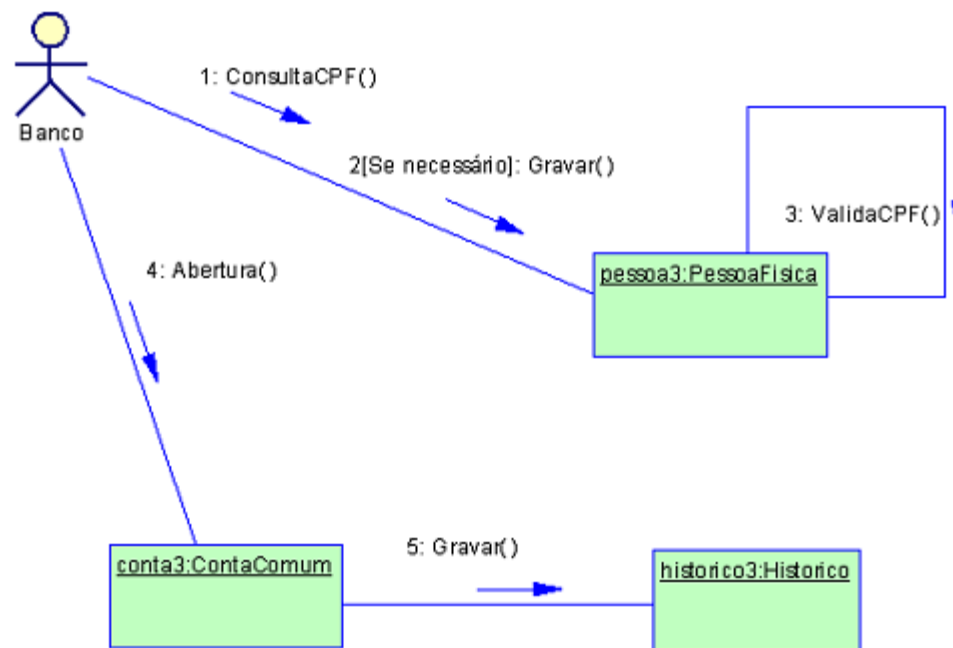 1: ConsultaCPF()
Banco
2[Se necessário]: Gravar()
3: ValidaCPF()
4: Abertura()
pessoa3:PessoaFisica
5: Gravar()
conta3:ContaComum
historico3:Historico